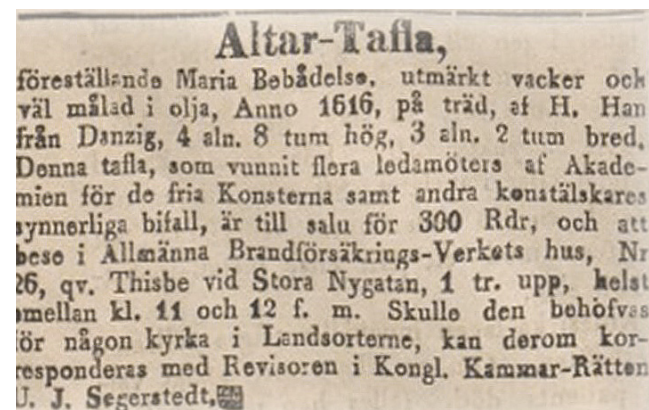 Altar-Tafla,
föreställande Maria Bebådelse, utmärkt vacker och
väl målad i olja, Anno 1616, på träd, af H. Han
från Danzig, 4 aln. 8 tum hög, 3 aln. 2 tum bred.
Denna tafla, som vunnit flera ledamöters af Akade-
mien för de fria Konsterna samt andra konstälskares
synnerliga bifall, är till salu för 300 Rdr, och att
bese i Allmänna Brandförsäkrings-Verkets hus, Nr
26, qv. Thisbe vid Stora Nygatan, 1 tr. upp, helst
emellan kl. 11 och 12 f. m. Skulle den behöfvas
för någon kyrka i Landsorterne, kan derom kor-
responderas med Revisoren i Kongl. Kammar-Rätten
U. J. Segerstedt.